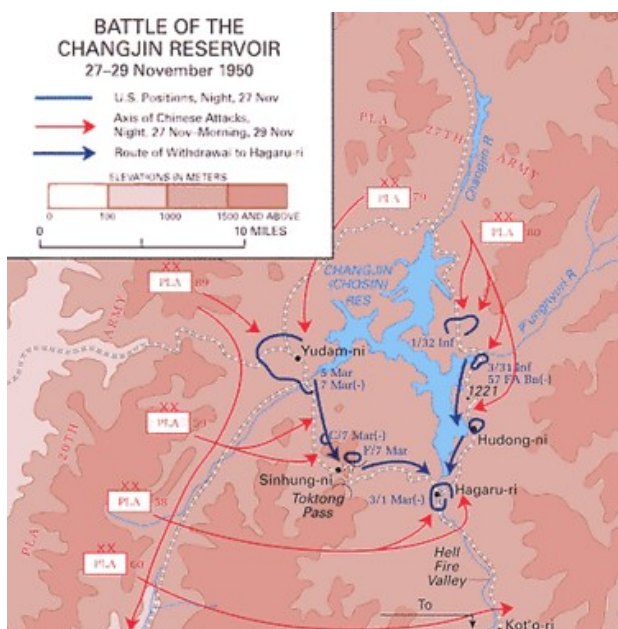 BATTLE OF THE
CHANGJIN RESERVOIR
27–29 November 1950
U.S. Positions, Night, 27 Nov
Axis of Chinese Attacks,
Night, 27 Nov–Morning, 29 Nov
Route of Withdrawal to Hagaru-ri
ELEVATIONS IN METERS
0 100 1000 1500 AND ABOVE
0 10 MILES
PLA 27TH ARMY
Changjin R
XX
PLA 79
XX
PLA 80
CHANGJIN
(CHOSIN)
RES
P'ungnyuri R
XX
PLA 89
1/32 Inf
Yudam-ni
3/31 Inf
57 FA Bn(-)
5 Mar
7 Mar(-)
1221
PLA 20TH ARMY
XX
PLA 59
C/7 Mar(-)
F/7 Mar
Hudong-ni
Sinhung-ni
Toktong
Pass
3/1 Mar(-)
Hagaru-ri
XX
PLA 58
Hell
Fire
Valley
XX
PLA 60
To
Kot'o-ri